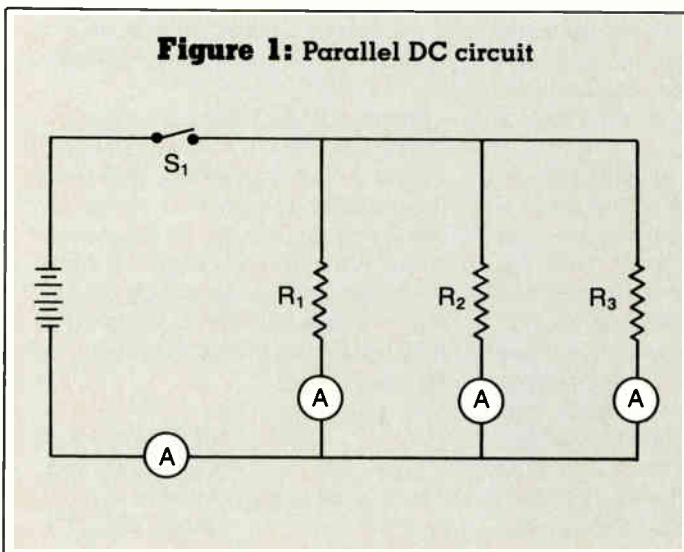 Figure 1: Parallel DC circuit
S₁
R₁
R₂
R₃
A
A
A
A